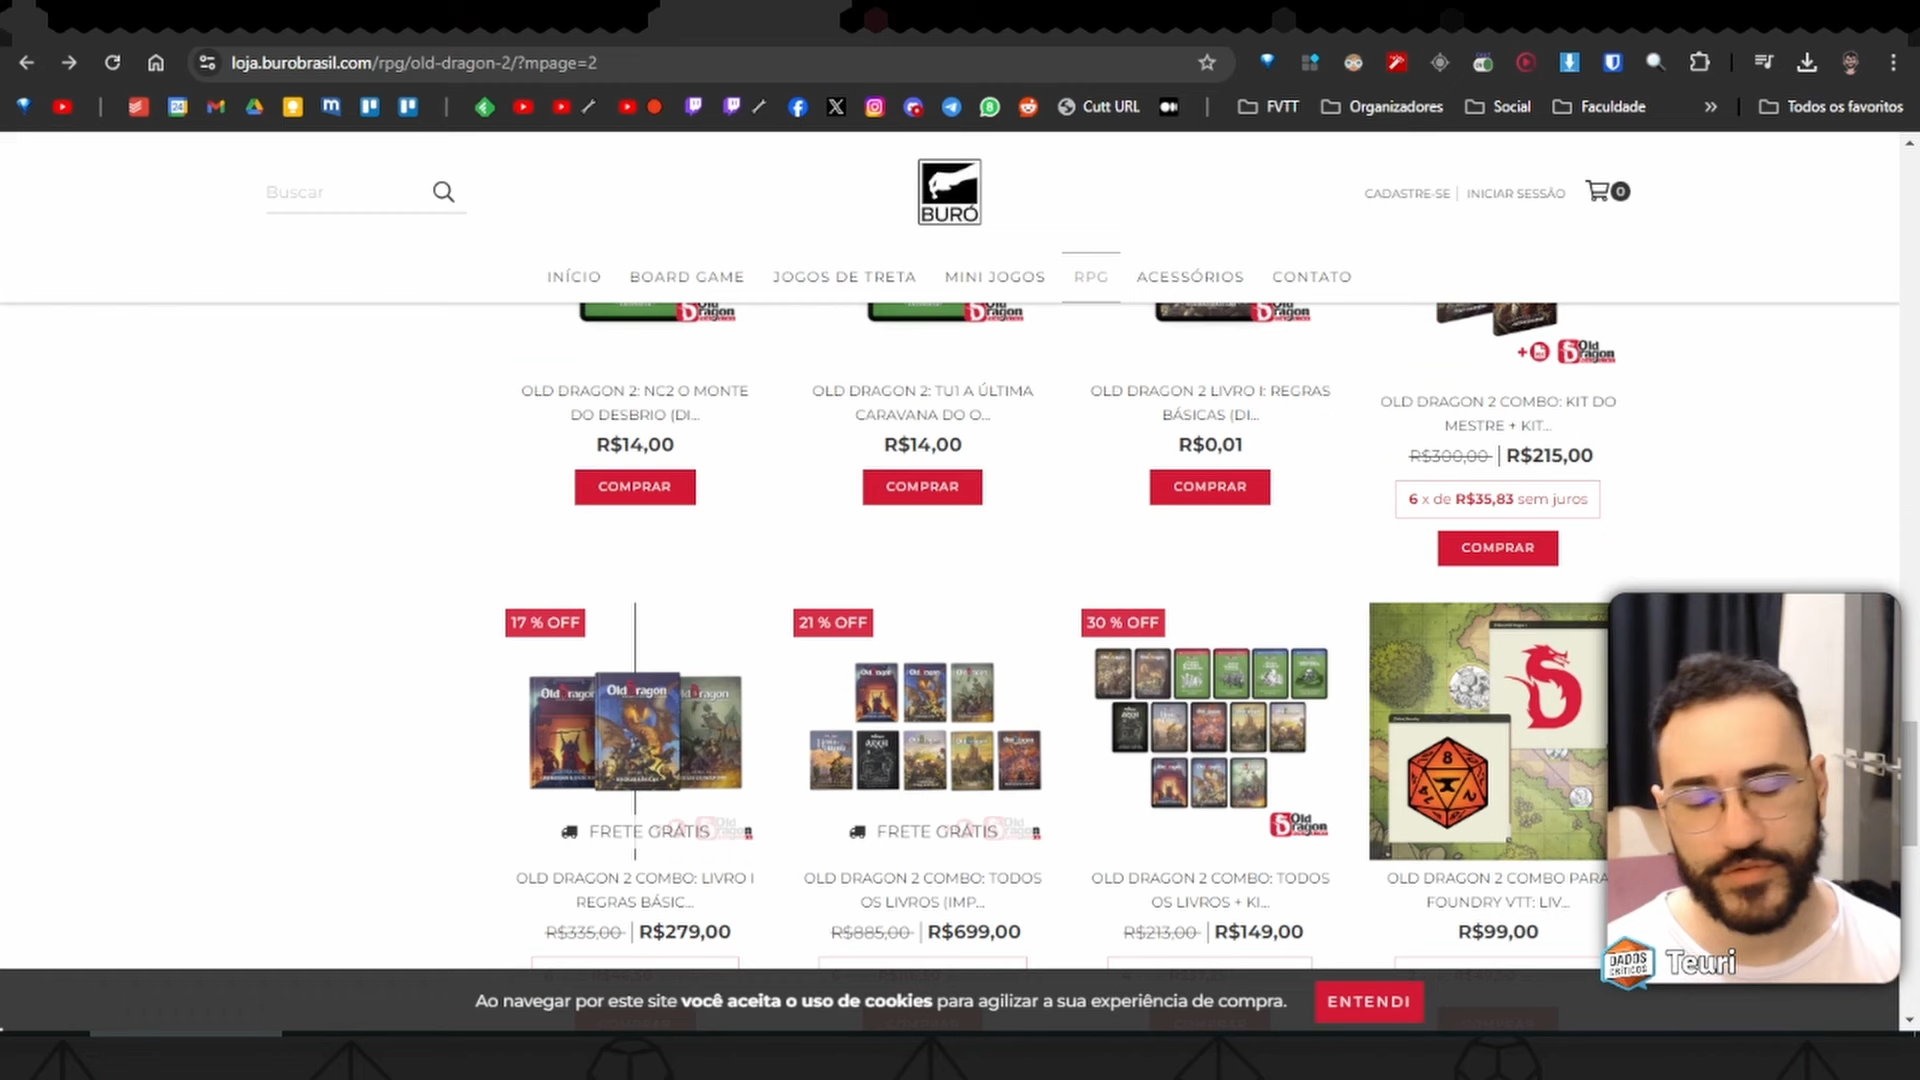 loja.burobrasil.com/rpg/old-dragon-2/?mpage=2
Cutt URL
FVTT
Organizadores
Social
Faculdade
Todos os favoritos
Buscar
BURÓ
CADASTRE-SE
INICIAR SESSÃO
0
INÍCIO
BOARD GAME
JOGOS DE TRETA
MINI JOGOS
RPG
ACESSÓRIOS
CONTATO
OLD DRAGON 2: NC2 O MONTE
DO DESBRIO (DI...
R$14,00
COMPRAR
OLD DRAGON 2: TU1 A ÚLTIMA
CARAVANA DO O...
R$14,00
COMPRAR
OLD DRAGON 2 LIVRO I: REGRAS
BÁSICAS (DI...
R$0,01
COMPRAR
Old
Dragon
OLD DRAGON 2 COMBO: KIT DO
MESTRE + KIT...
R$300,00 R$215,00
6 x de R$35,83 sem juros
COMPRAR
17 % OFF
Old Dragon
FRETE GRÁTIS
OLD DRAGON 2 COMBO: LIVRO I
REGRAS BÁSIC...
R$335,00 R$279,00
21 % OFF
FRETE GRÁTIS
OLD DRAGON 2 COMBO: TODOS
OS LIVROS (IMP...
R$885,00 R$699,00
30 % OFF
Old
Dragon
OLD DRAGON 2 COMBO: TODOS
OS LIVROS + KI...
R$213,00 R$149,00
8
OLD DRAGON 2 COMBO PARA
FOUNDRY VTT: LIV...
R$99,00
DADOS
CRÍTICOS
Teuri
Ao navegar por este site você aceita o uso de cookies para agilizar a sua experiência de compra.
ENTENDI